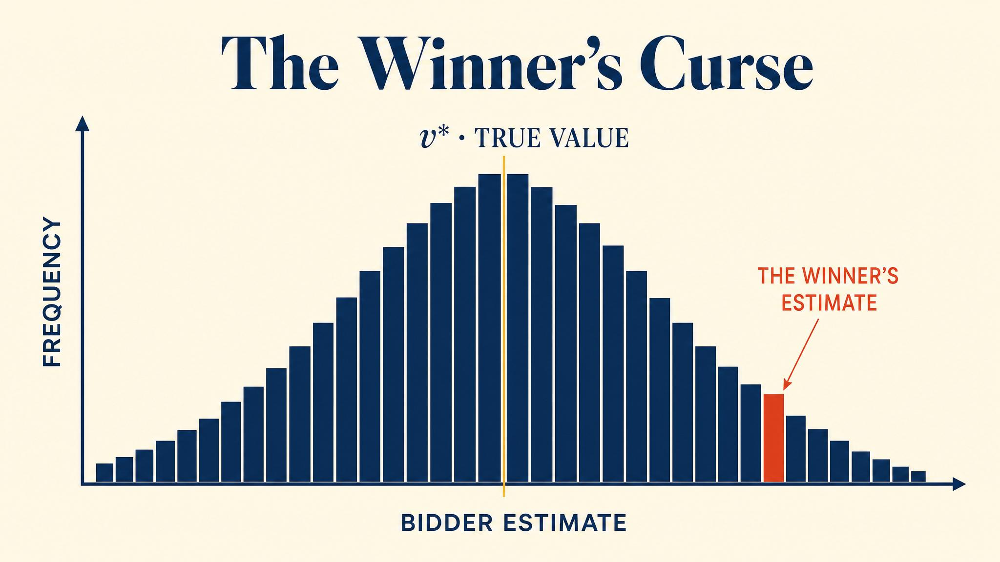 The Winner’s Curse
v* · TRUE VALUE
FREQUENCY
THE WINNER’S
ESTIMATE
BIDDER ESTIMATE